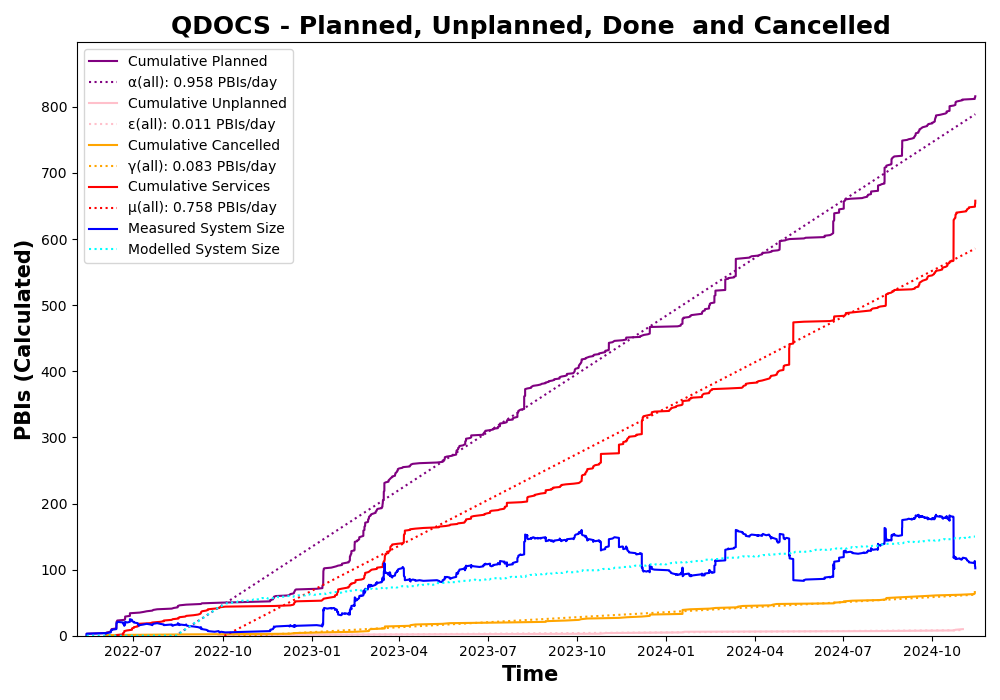 QDOCS - Planned, Unplanned, Done  and Cancelled
Cumulative Planned
α(all): 0.958 PBIs/day
Cumulative Unplanned
ε(all): 0.011 PBIs/day
Cumulative Cancelled
γ(all): 0.083 PBIs/day
Cumulative Services
μ(all): 0.758 PBIs/day
Measured System Size
Modelled System Size
PBIs (Calculated)
800
700
600
500
400
300
200
100
0
2022-07 2022-10 2023-01 2023-04 2023-07 2023-10 2024-01 2024-04 2024-07 2024-10
Time